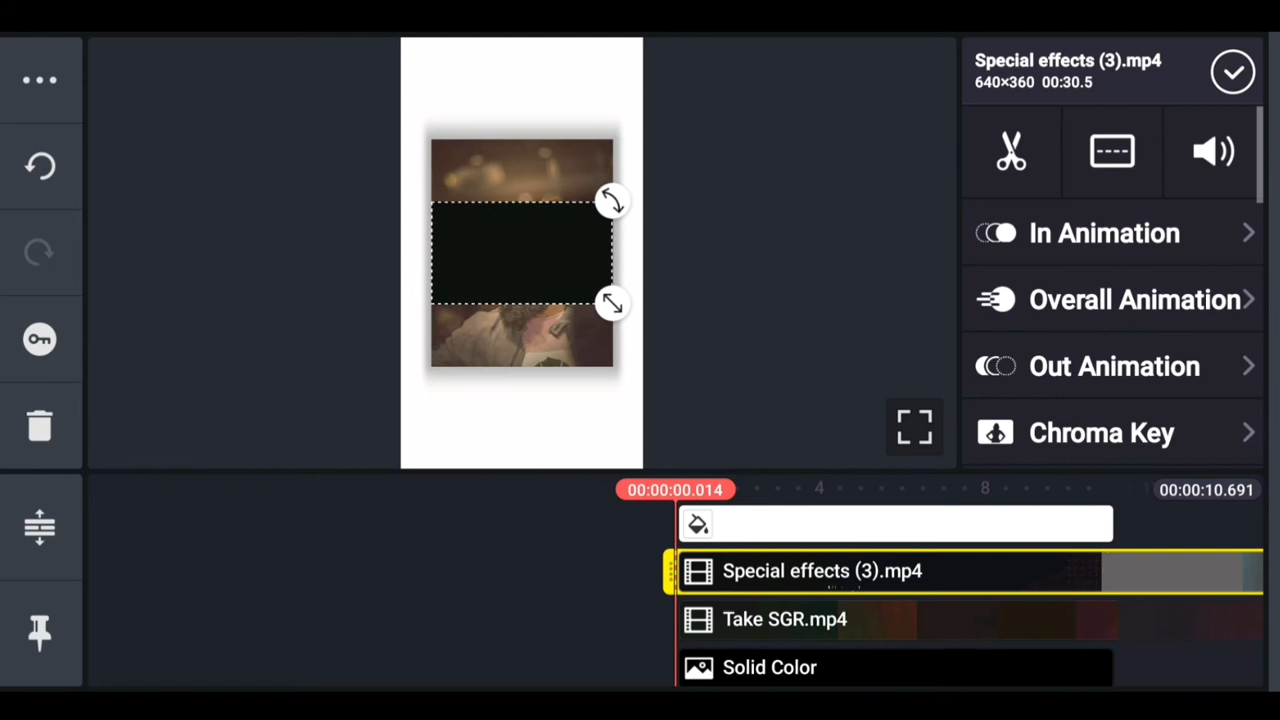 Special effects (3).mp4
640×360 00:30.5
In Animation
Overall Animation
Out Animation
Chroma Key
00:00:00.014
4
8
00:00:10.691
Special effects (3).mp4
Take SGR.mp4
Solid Color